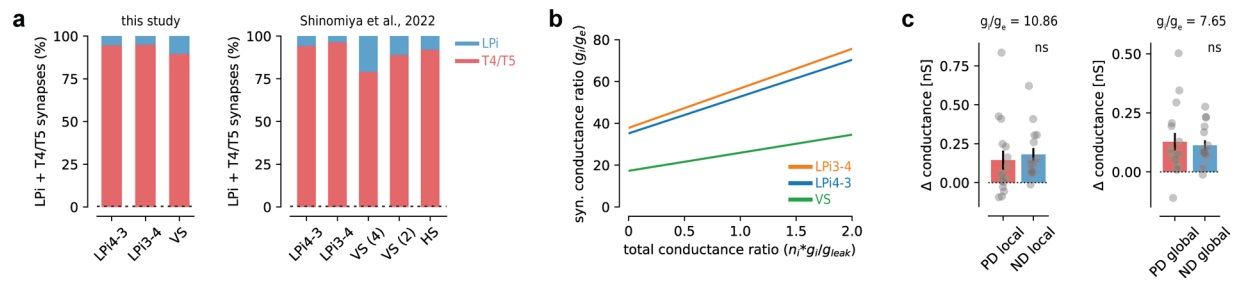 a
this study
LPi + T4/T5 synapses (%)
100
75
50
25
0
LPi4-3
LPi3-4
VS
Shinomiya et al., 2022
LPi + T4/T5 synapses (%)
100
75
50
25
0
LPi4-3
LPi3-4
VS (4)
VS (2)
HS
LPi
T4/T5
b
syn. conductance ratio (gi/ge)
80
60
40
20
0
0
0.5
1.0
1.5
2.0
total conductance ratio (ni*gi/gleak)
LPi3-4
LPi4-3
VS
c
gi/ge = 10.86
ns
Δ conductance [nS]
0.75
0.50
0.25
0.00
PD local
ND local
gi/ge = 7.65
ns
Δ conductance [nS]
0.50
0.25
0.00
PD global
ND global